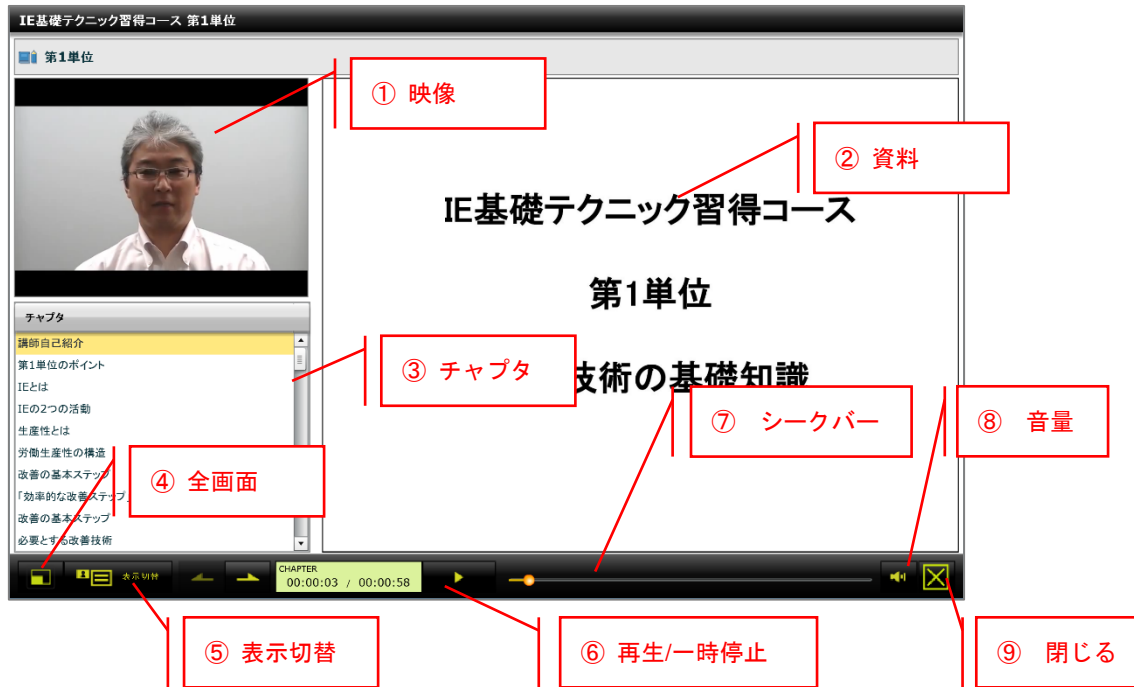 IE基礎テクニック習得コース 第1単位
第1単位
① 映像
② 資料
IE基礎テクニック習得コース
第1単位
技術の基礎知識
チャプタ
講師自己紹介
第1単位のポイント
IEとは
IEの2つの活動
生産性とは
労働生産性の構造
改善の基本ステップ
「効率的な改善ステップ」
改善の基本ステップ
必要とする改善技術
③ チャプタ
④ 全画面
⑦ シークバー
⑧ 音量
表示切替
CHAPTER
00:00:03 / 00:00:58
⑤ 表示切替
⑥ 再生/一時停止
⑨ 閉じる